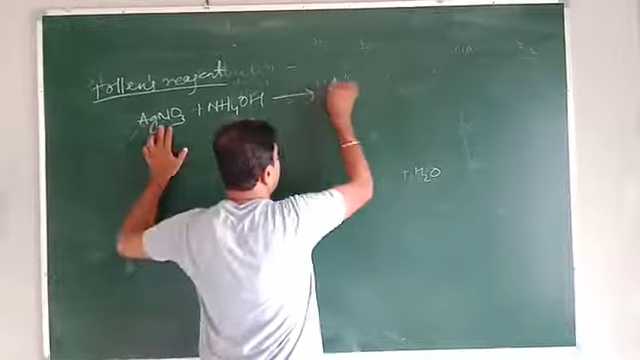 Tollen's reagent
AgNO3 + NH4OH →
+ H2O